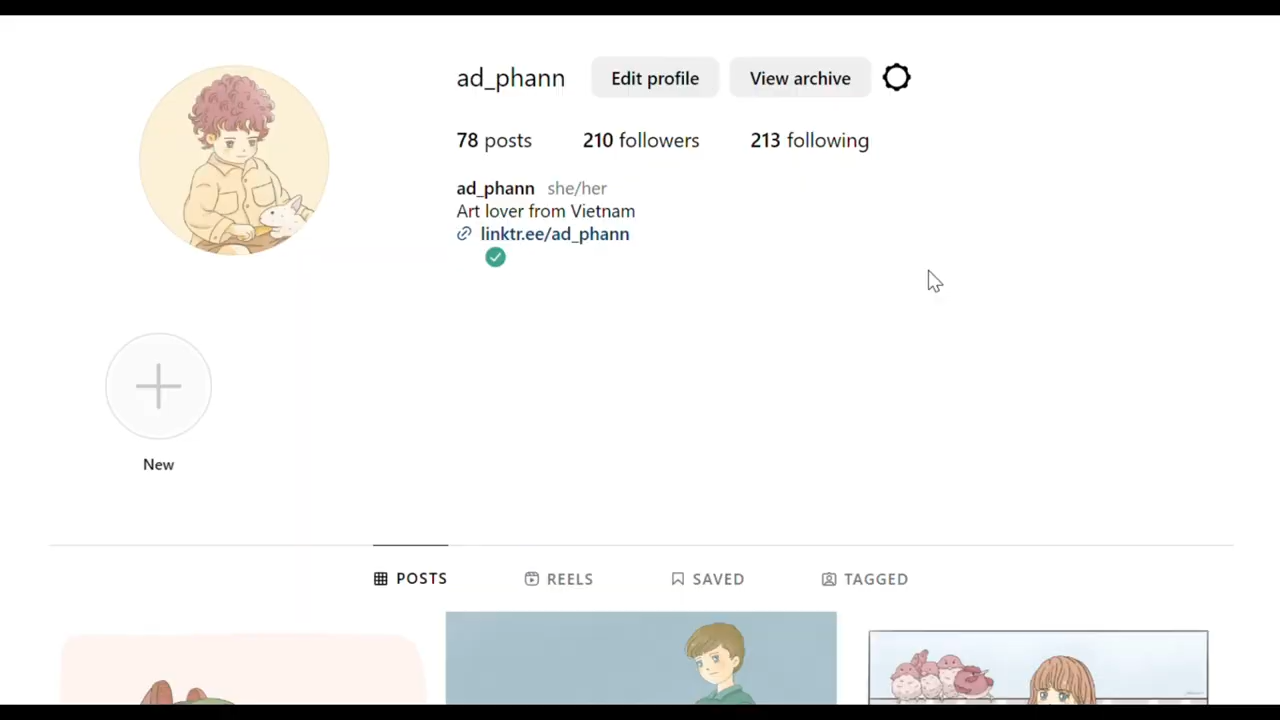 ad_phann Edit profile View archive
78 posts 210 followers 213 following
ad_phann she/her
Art lover from Vietnam
linktr.ee/ad_phann
New
POSTS REELS SAVED TAGGED